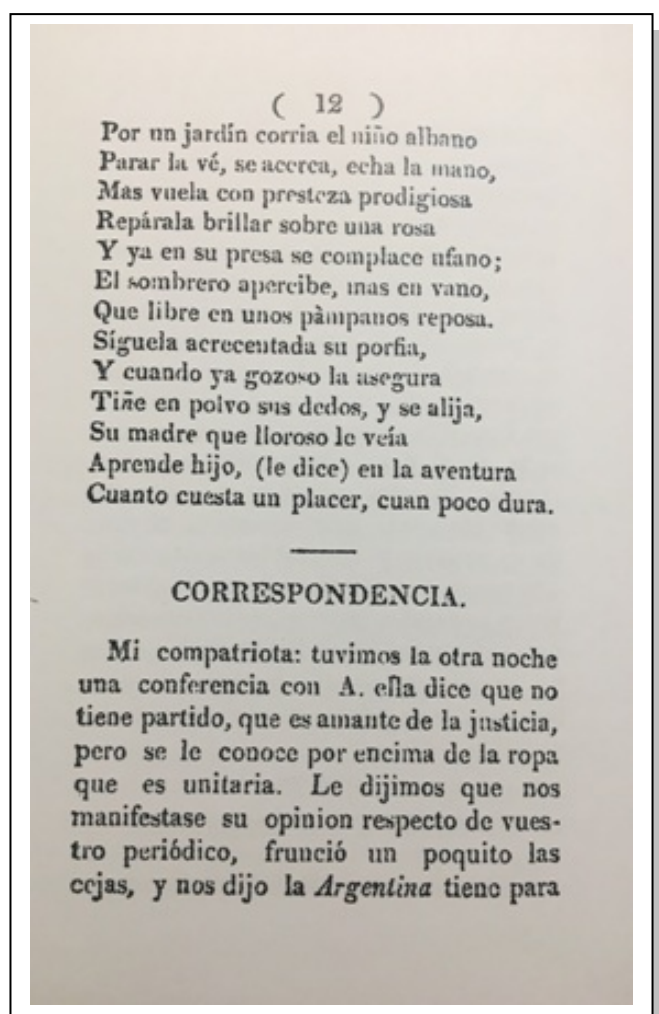 ( 12 )
Por un jardín corria el niño albano
Parar la vé, se acerca, echa la mano,
Mas vuela con presteza prodigiosa
Repárala brillar sobre una rosa
Y ya en su presa se complace ufano;
El sombrero apercibe, mas en vano,
Que libre en unos pàmpanos reposa.
Síguela acrecentada su porfia,
Y cuando ya gozoso la asegura
Tiñe en polvo sus dedos, y se alija,
Su madre que lloroso le veía
Aprende hijo, (le dice) en la aventura
Cuanto cuesta un placer, cuan poco dura.
CORRESPONDENCIA.
Mi compatriota: tuvimos la otra noche
una conferencia con A. ella dice que no
tiene partido, que es amante de la justicia,
pero se le conoce por encima de la ropa
que es unitaria. Le dijimos que nos
manifestase su opinion respecto de vues-
tro periódico, frunció un poquito las
cejas, y nos dijo la Argentina tiene para